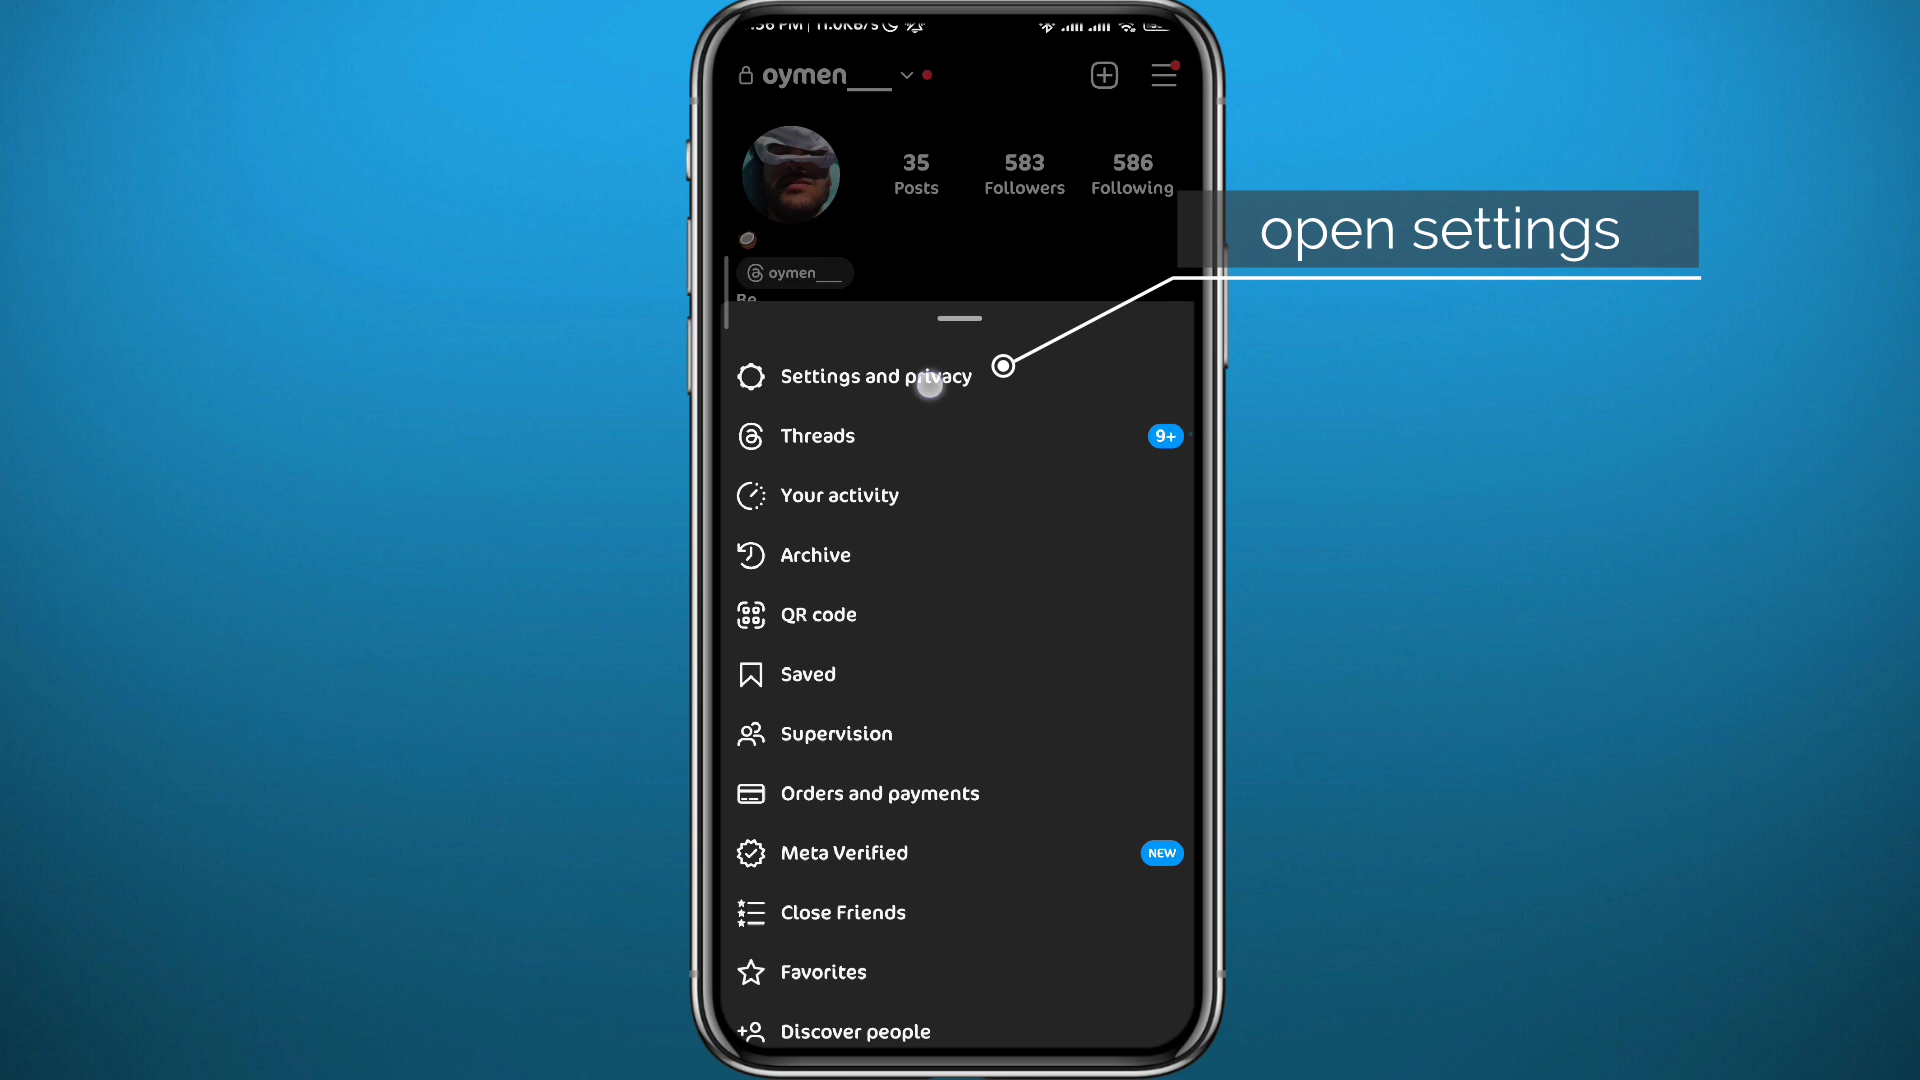 oymen___
35
583
586
Posts
Followers
Following
open settings
oymen___
Settings and privacy
Threads
9+
Your activity
Archive
QR code
Saved
Supervision
Orders and payments
Meta Verified
NEW
Close Friends
Favorites
Discover people